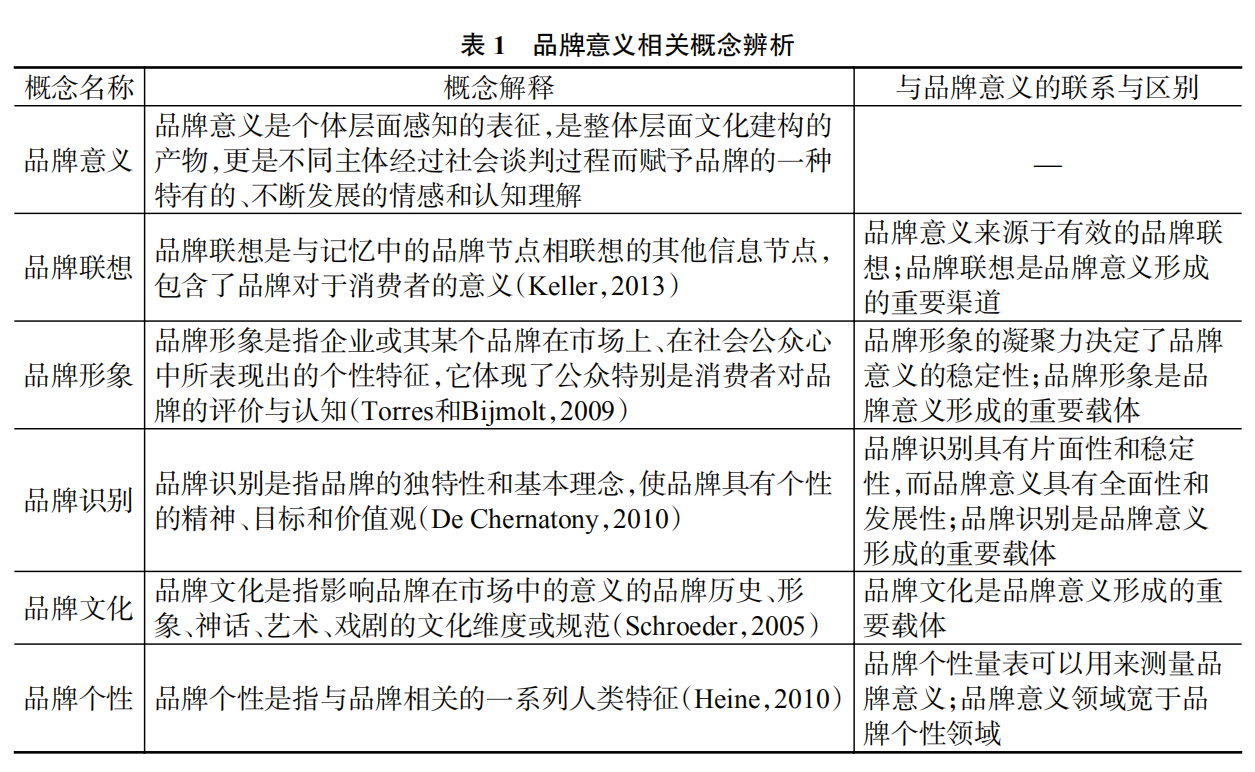 表 1 品牌意义相关概念辨析
概念名称
概念解释
与品牌意义的联系与区别
品牌意义
品牌意义是个体层面感知的表征,是整体层面文化建构的
产物,更是不同主体经过社会谈判过程而赋予品牌的一种
特有的、不断发展的情感和认知理解
—
品牌联想
品牌联想是与记忆中的品牌节点相联想的其他信息节点,
包含了品牌对于消费者的意义(Keller,2013)
品牌意义来源于有效的品牌联
想;品牌联想是品牌意义形成
的重要渠道
品牌形象
品牌形象是指企业或其某个品牌在市场上、在社会公众心
中所表现出的个性特征,它体现了公众特别是消费者对品
牌的评价与认知(Torres和Bijmolt,2009)
品牌形象的凝聚力决定了品牌
意义的稳定性;品牌形象是品
牌意义形成的重要载体
品牌识别
品牌识别是指品牌的独特性和基本理念,使品牌具有个性
的精神、目标和价值观(De Chernatony,2010)
品牌识别具有片面性和稳定
性,而品牌意义具有全面性和
发展性;品牌识别是品牌意义
形成的重要载体
品牌文化
品牌文化是指影响品牌在市场中的意义的品牌历史、形
象、神话、艺术、戏剧的文化维度或规范(Schroeder,2005)
品牌文化是品牌意义形成的重
要载体
品牌个性
品牌个性是指与品牌相关的一系列人类特征(Heine,2010)
品牌个性量表可以用来测量品
牌意义;品牌意义领域宽于品
牌个性领域